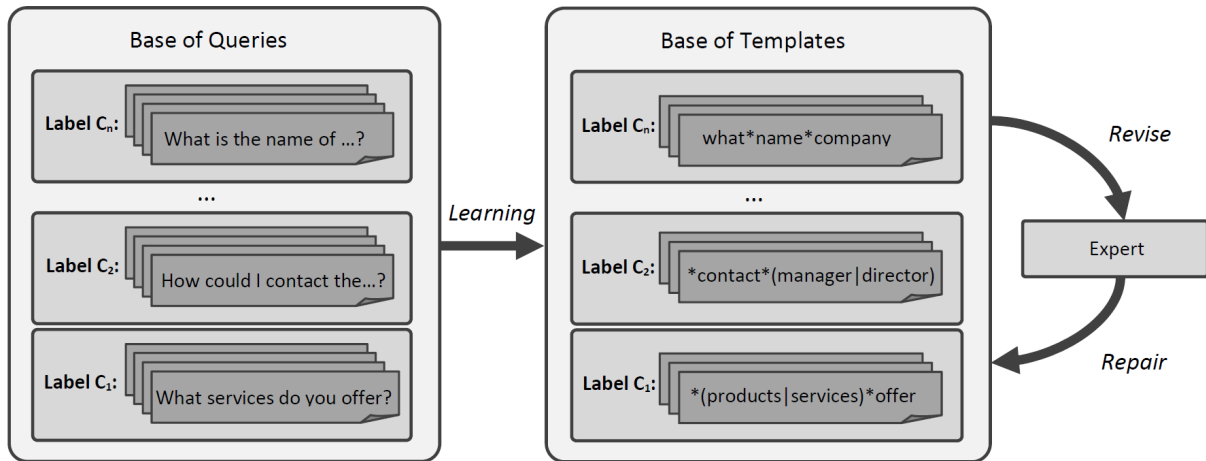 Base of Queries
Label Cₙ:
What is the name of ...?
...
Label C₂:
How could I contact the...?
Label C₁:
What services do you offer?
Learning
Base of Templates
Label Cₙ:
what*name*company
...
Label C₂:
*contact*(manager|director)
Label C₁:
*(products|services)*offer
Revise
Expert
Repair